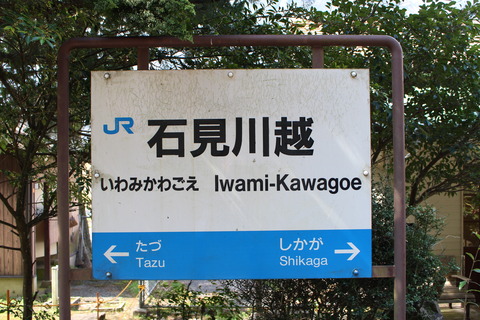 JR 石見川越
いわみかわごえ Iwami-Kawagoe
← たづ しかが →
Tazu Shikaga